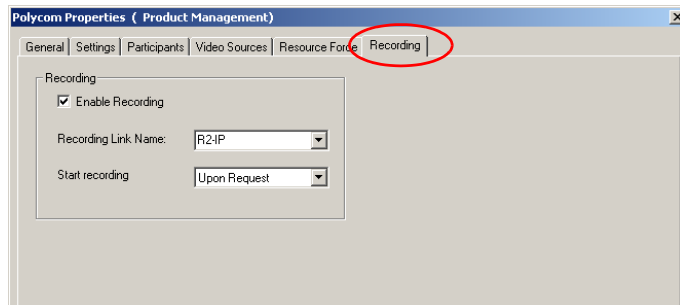 Polycom Properties ( Product Management)
General Settings Participants Video Sources Resource Force Recording
Recording
Enable Recording
Recording Link Name: R2-IP
Start recording Upon Request